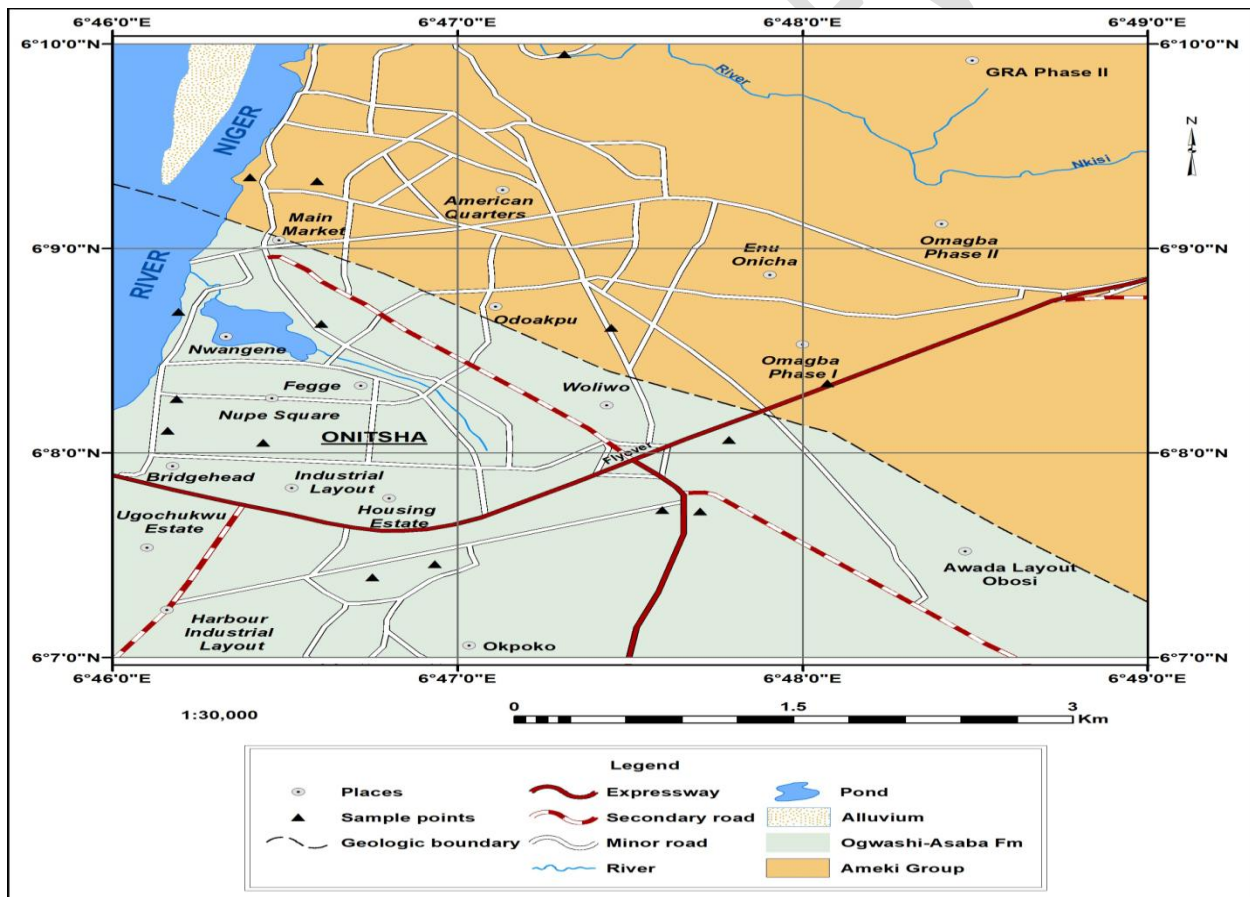 6°46'0"E 6°47'0"E 6°48'0"E 6°49'0"E
6°10'0"N 6°10'0"N
River
GRA Phase II
NIGER
N
Nkisi
American
Quarters
Main
Market
6°9'0"N 6°9'0"N
Enu
Onicha
Omagba
Phase II
RIVER
Odoakpu
Nwangene
Omagba
Phase I
Fegge
Woliwo
Nupe Square
ONITSHA
6°8'0"N 6°8'0"N
Flyever
Bridgehead
Industrial
Layout
Housing
Estate
Ugochukwu
Estate
Awada Layout
Obosi
Harbour
Industrial
Layout
Okpoko
6°7'0"N 6°7'0"N
6°46'0"E 6°47'0"E 6°48'0"E 6°49'0"E
1:30,000
0 1.5 3
Km
Legend
Places Expressway Pond
Sample points Secondary road Alluvium
Geologic boundary Minor road Ogwashi-Asaba Fm
River Ameki Group